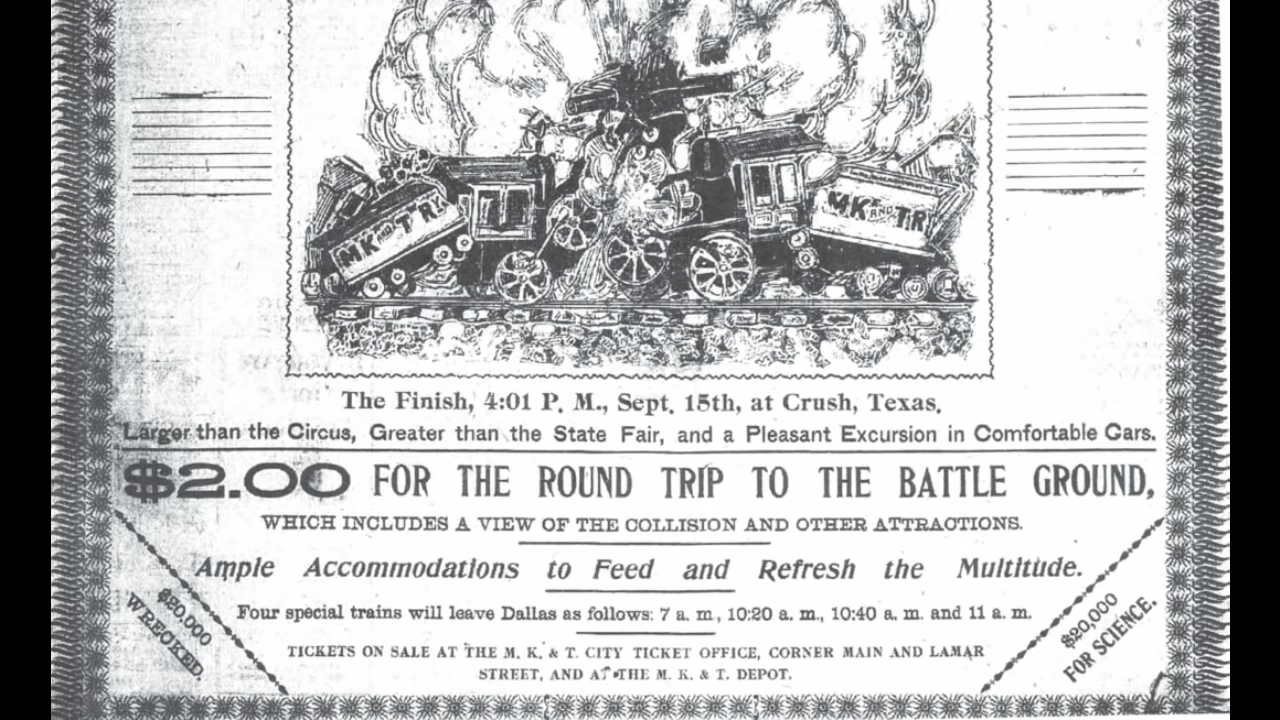 M K AND T RY.
M K AND T. R
The Finish, 4:01 P. M., Sept. 15th, at Crush, Texas.
Larger than the Circus, Greater than the State Fair, and a Pleasant Excursion in Comfortable Cars.
$2.00 FOR THE ROUND TRIP TO THE BATTLE GROUND,
WHICH INCLUDES A VIEW OF THE COLLISION AND OTHER ATTRACTIONS.
Ample Accommodations to Feed and Refresh the Multitude.
Four special trains will leave Dallas as follows: 7 a. m., 10:20 a. m., 10:40 a. m. and 11 a. m.
TICKETS ON SALE AT THE M. K. & T. CITY TICKET OFFICE, CORNER MAIN AND LAMAR
STREET, AND AT THE M. K. & T. DEPOT.
$20,000
WRECKED.
$20,000
FOR SCIENCE.